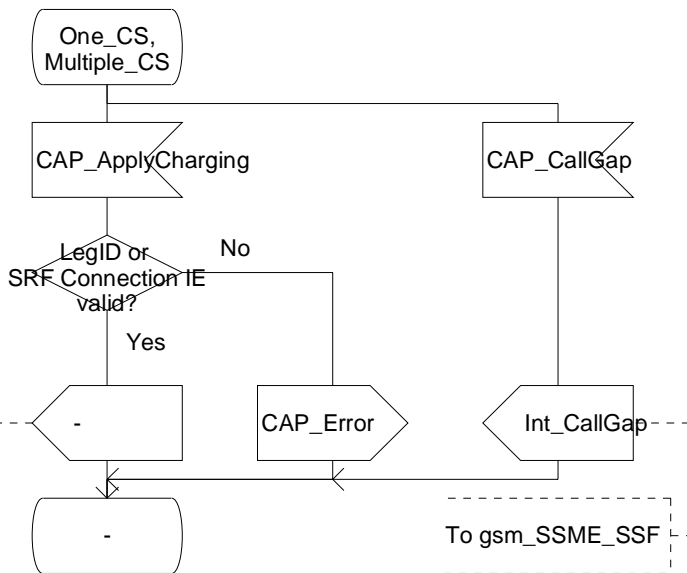 One_CS,
Multiple_CS
CAP_ApplyCharging
CAP_CallGap
LegID or
SRF Connection IE
valid?
No
Yes
-
CAP_Error
Int_CallGap
-
To gsm_SSME_SSF